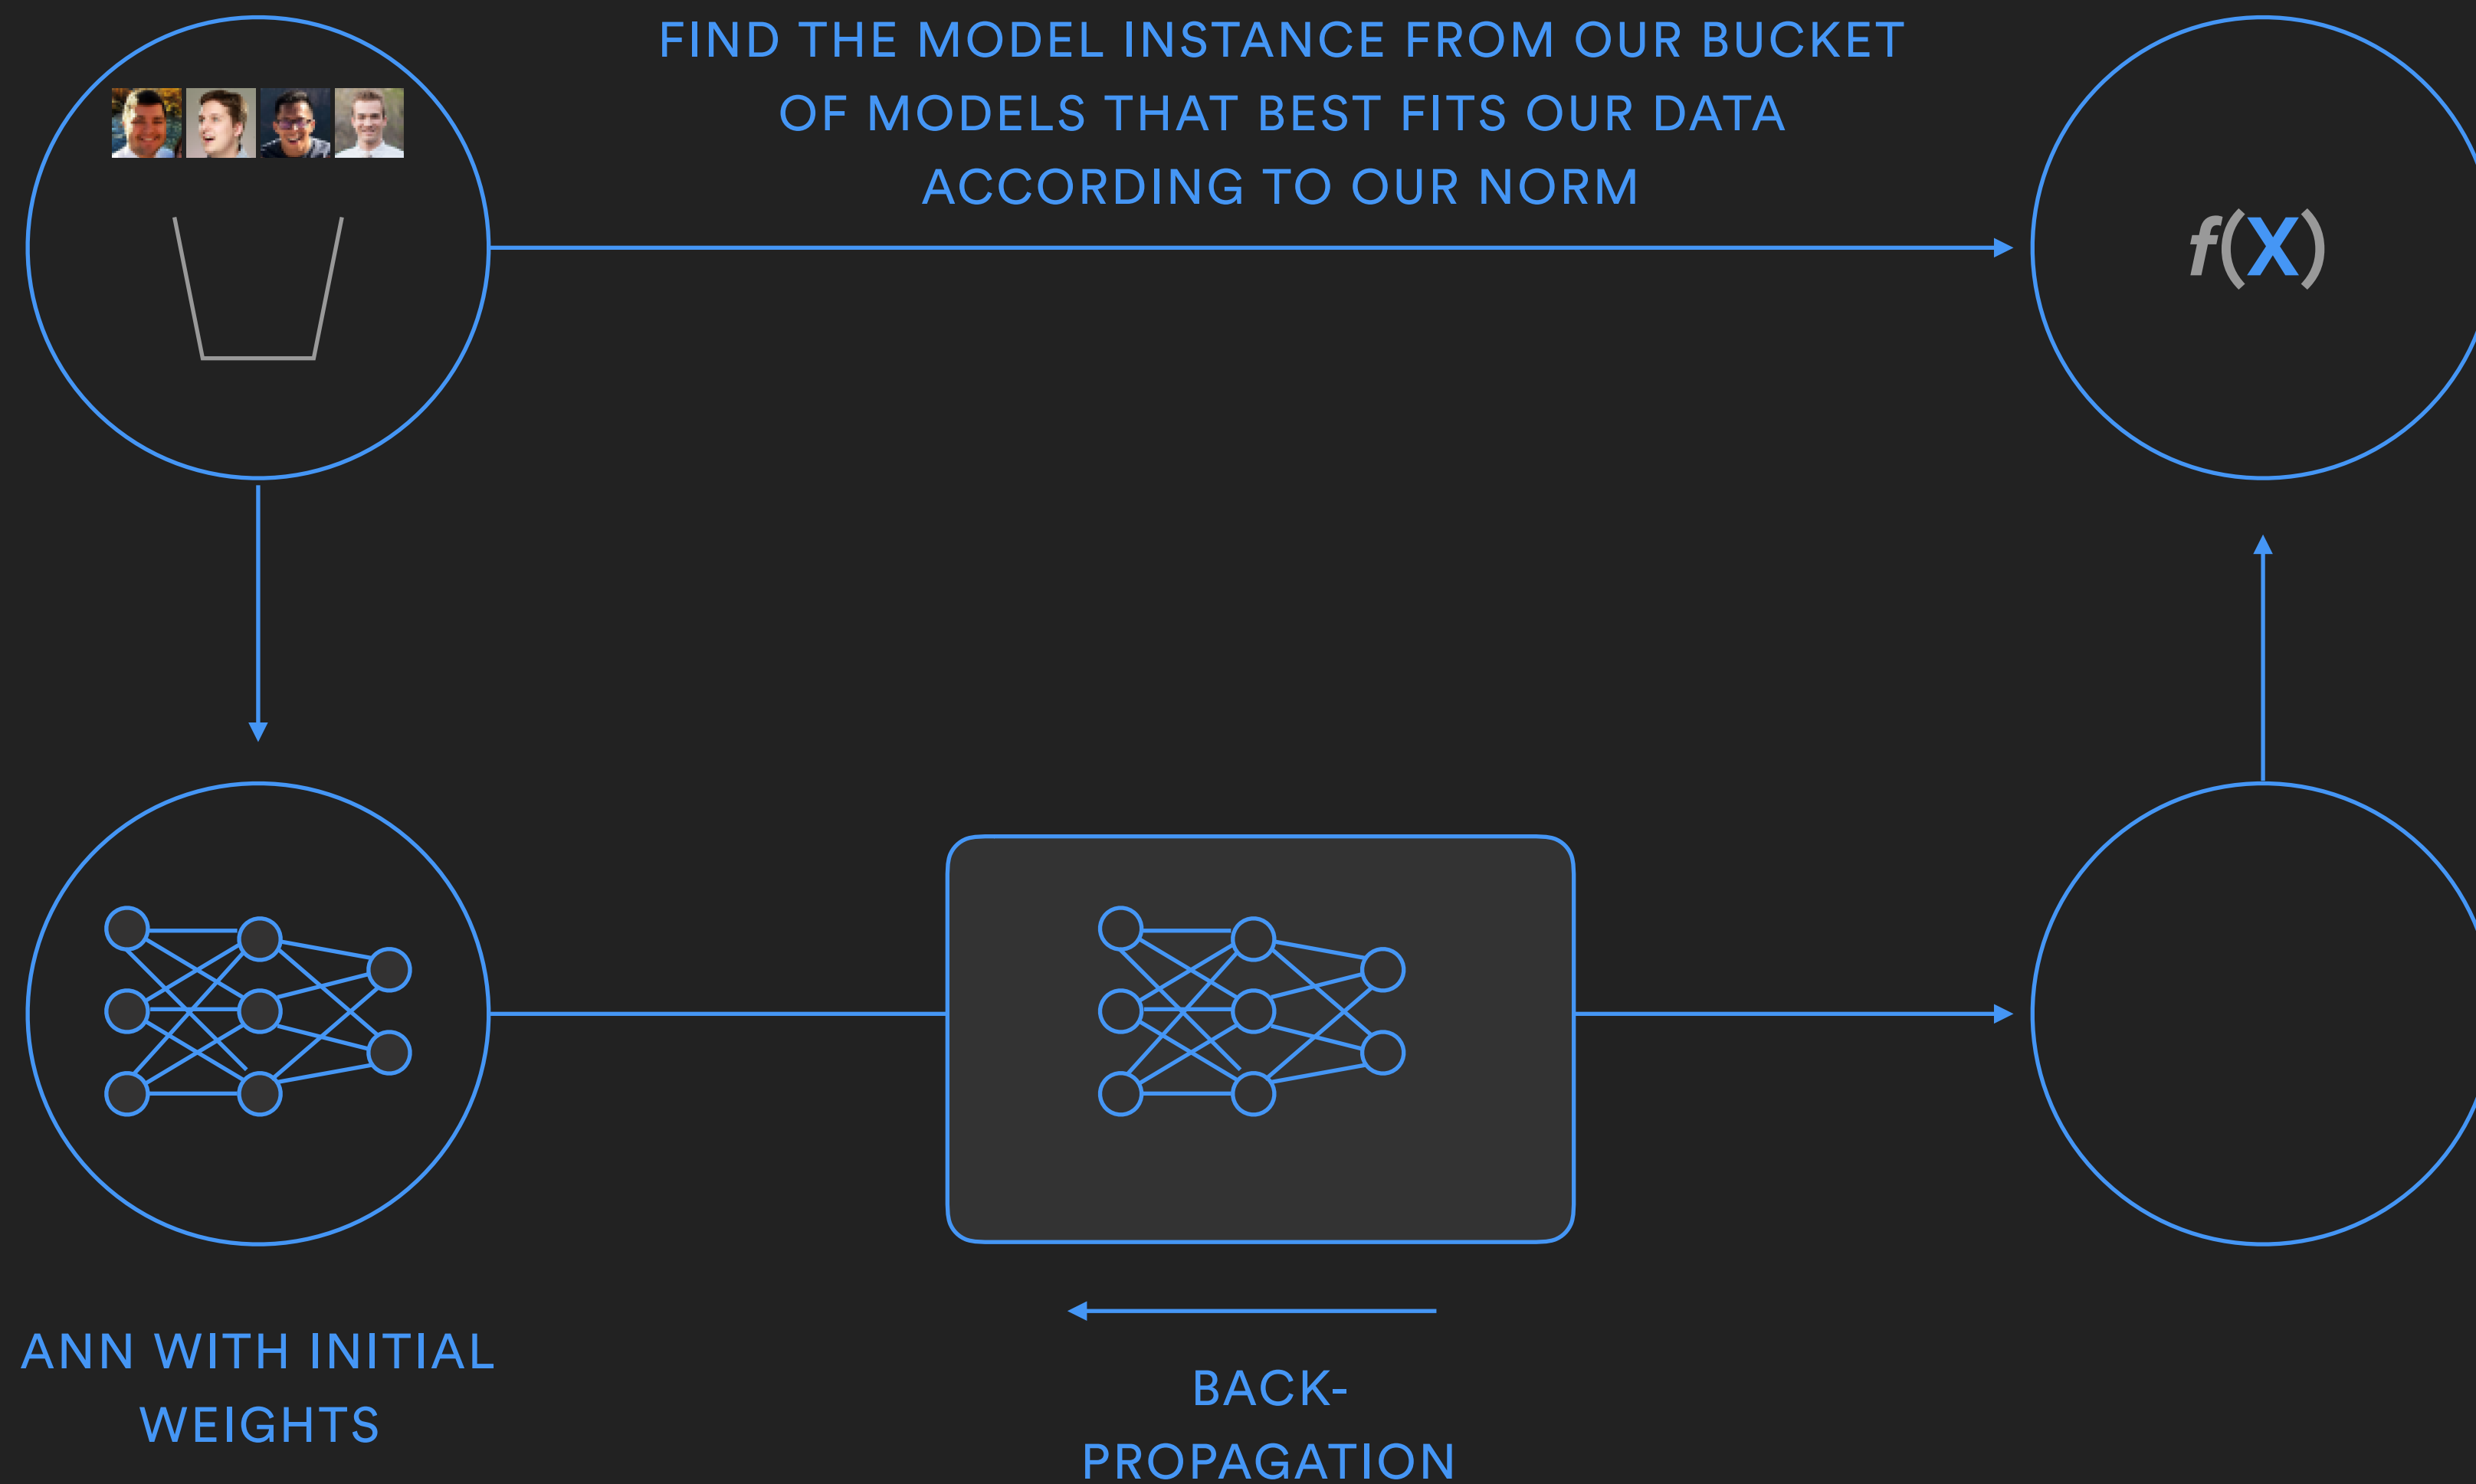 FIND THE MODEL INSTANCE FROM OUR BUCKET
OF MODELS THAT BEST FITS OUR DATA
ACCORDING TO OUR NORM
f(X)
ANN WITH INITIAL
WEIGHTS
BACK-
PROPAGATION